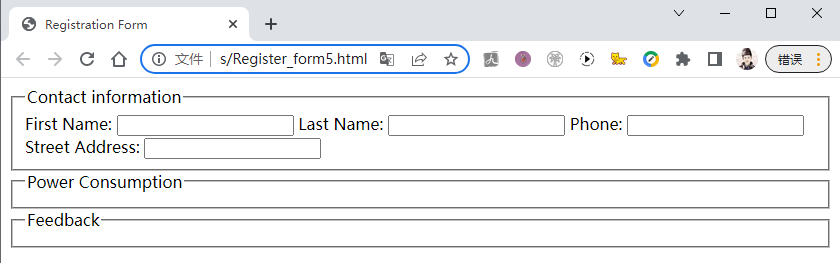 Registration Form
文件 s/Register_form5.html
错误
Contact information
First Name: Last Name: Phone:
Street Address:
Power Consumption
Feedback